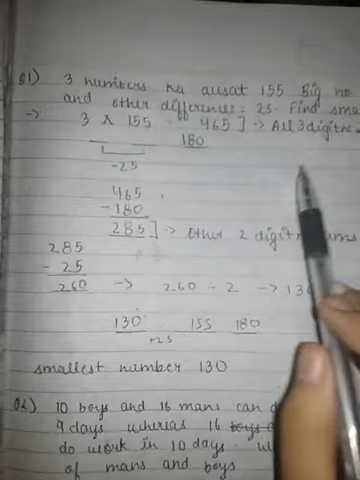 Q1) 3 numbers ka ausat 155 Big no
and other difference = 25. Find sma
→ 3 × 155 465 ] → All 3 digit no
180
-25
465
- 180
285 ] → other 2 digit sums
285
- 25
260 → 260 ÷ 2 → 130
130 155 180
+25
smallest number 130
Q2) 10 boys and 16 mans can d
9 days whereas 16
do work in 10 days. W
of mans and boys